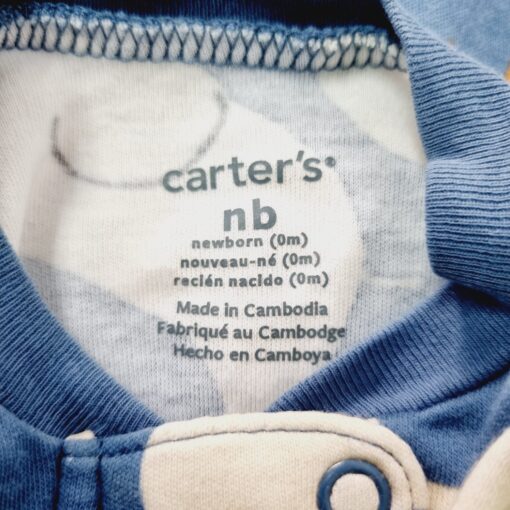 carter's®
nb
newborn (0m)
nouveau-né (0m)
recién nacido (0m)
Made in Cambodia
Fabriqué au Cambodge
Hecho en Camboya